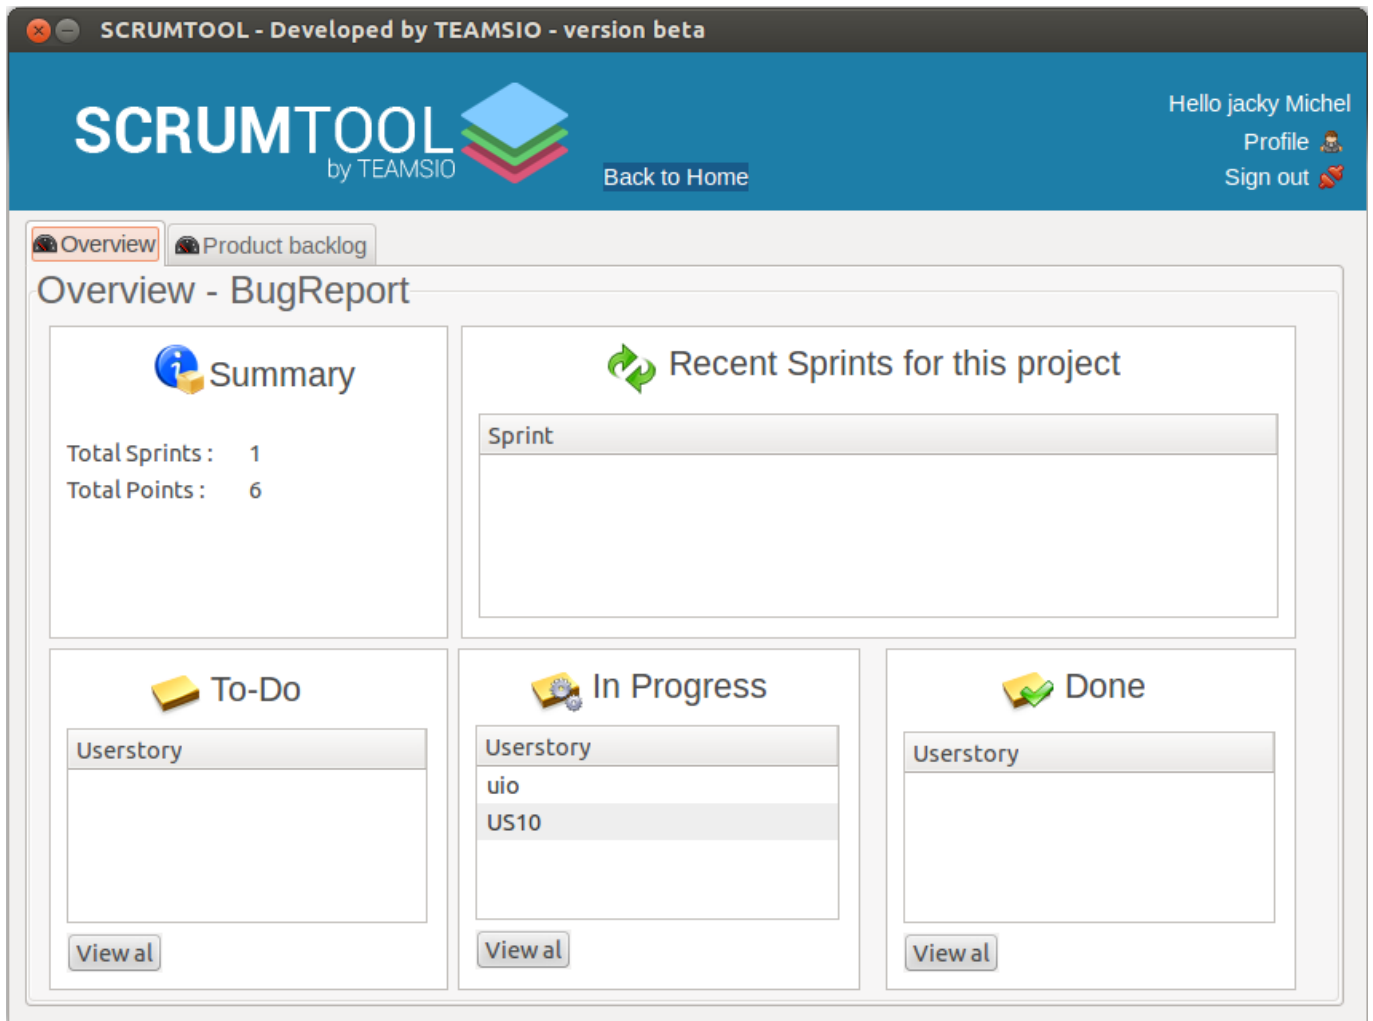 SCRUMTOOL - Developed by TEAMSIO - version beta
SCRUMTOOL
by TEAMSIO
Back to Home
Hello jacky Michel
Profile
Sign out
Overview
Product backlog
Overview - BugReport
Summary
Total Sprints : 1
Total Points : 6
Recent Sprints for this project
Sprint
To-Do
Userstory
View al
In Progress
Userstory
uio
US10
View al
Done
Userstory
View al